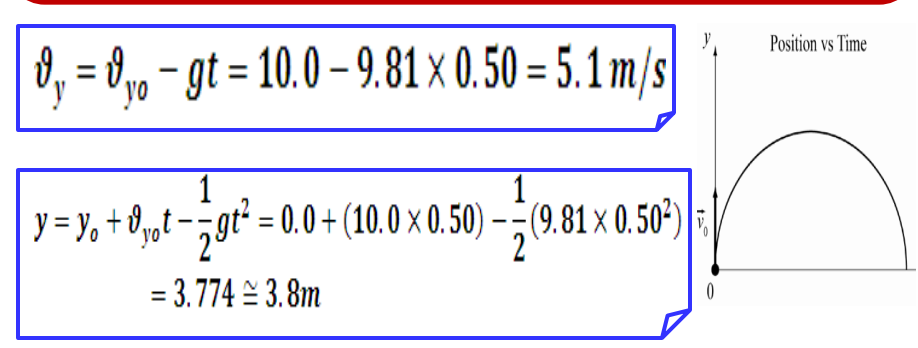 ϑ_y = ϑ_yo − gt = 10.0 − 9.81 × 0.50 = 5.1 m/s
y = y_o + ϑ_yo t − 1/2 gt² = 0.0 + (10.0 × 0.50) − 1/2 (9.81 × 0.50²)
= 3.774 ≅ 3.8m
Position vs Time
y
v⃗₀
0